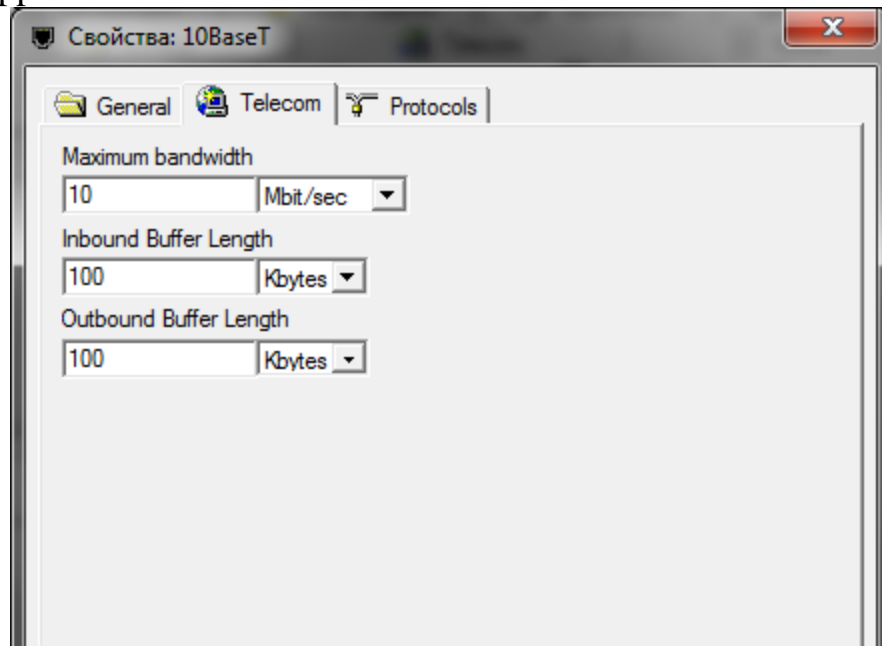 Свойства: 10BaseT
General Telecom Protocols
Maximum bandwidth
10 Mbit/sec
Inbound Buffer Length
100 Kbytes
Outbound Buffer Length
100 Kbytes